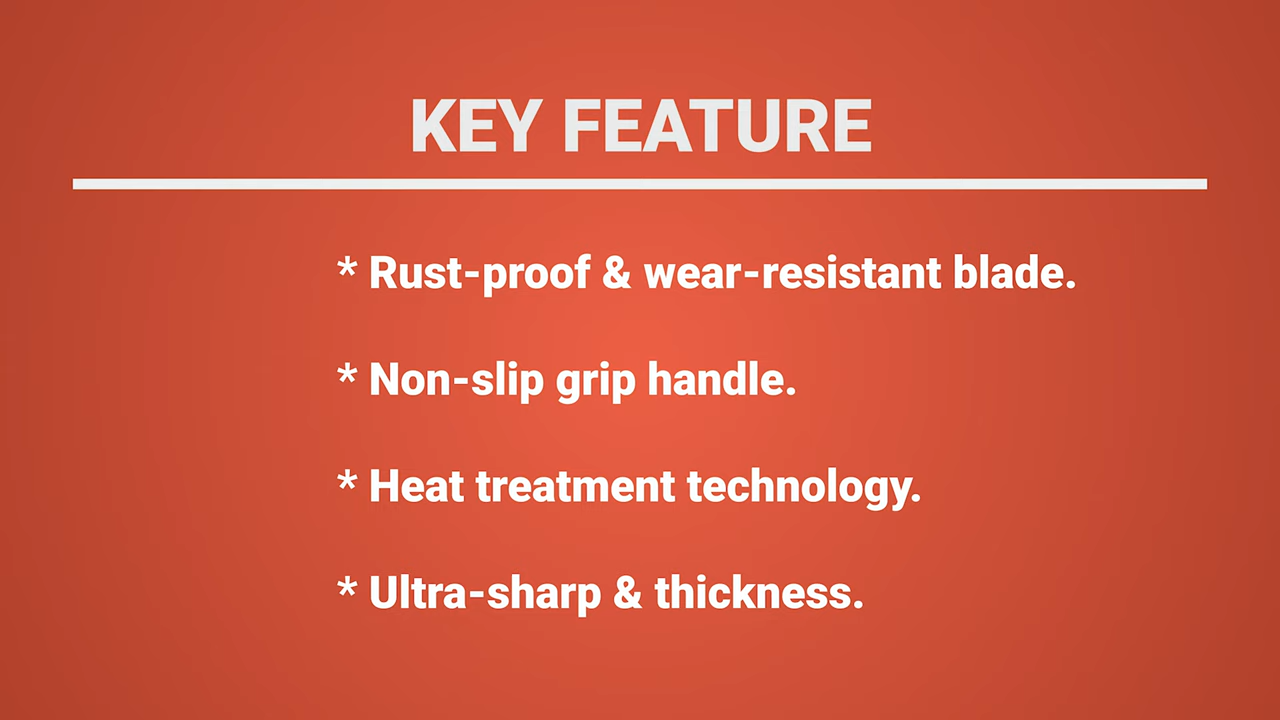 KEY FEATURE
* Rust-proof & wear-resistant blade.
* Non-slip grip handle.
* Heat treatment technology.
* Ultra-sharp & thickness.